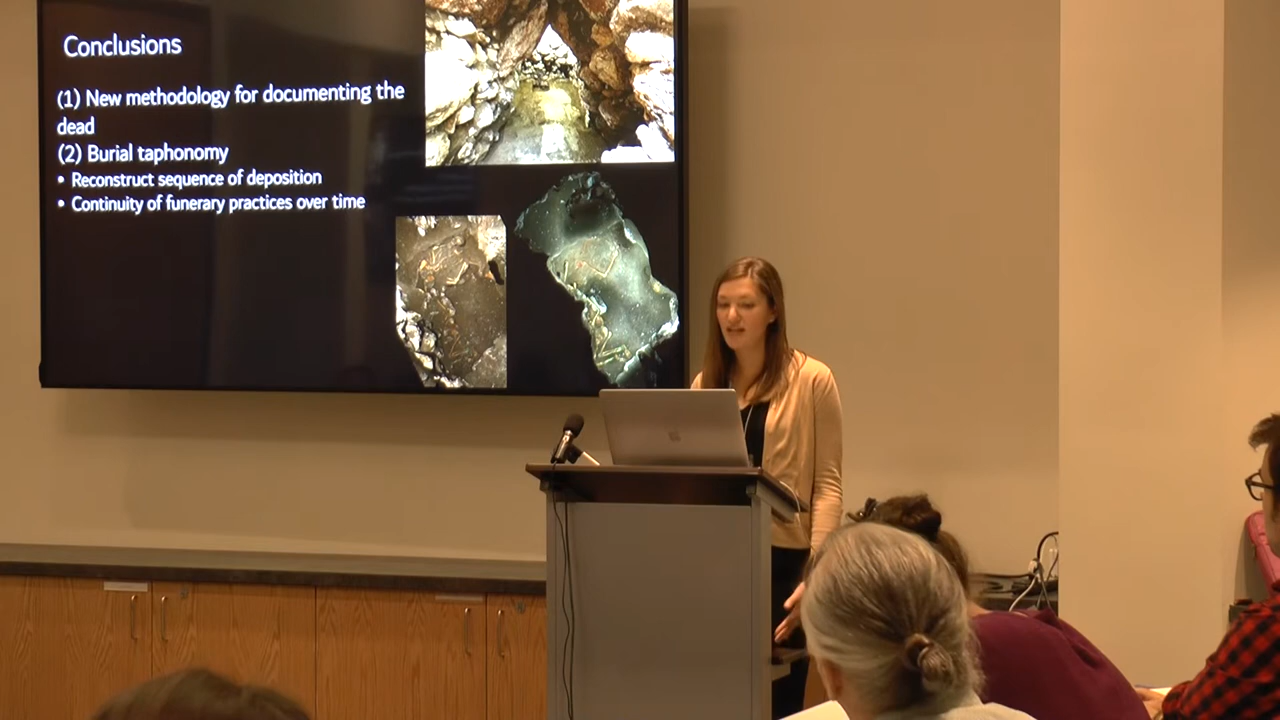 Conclusions
(1) New methodology for documenting the
dead
(2) Burial taphonomy
• Reconstruct sequence of deposition
• Continuity of funerary practices over time